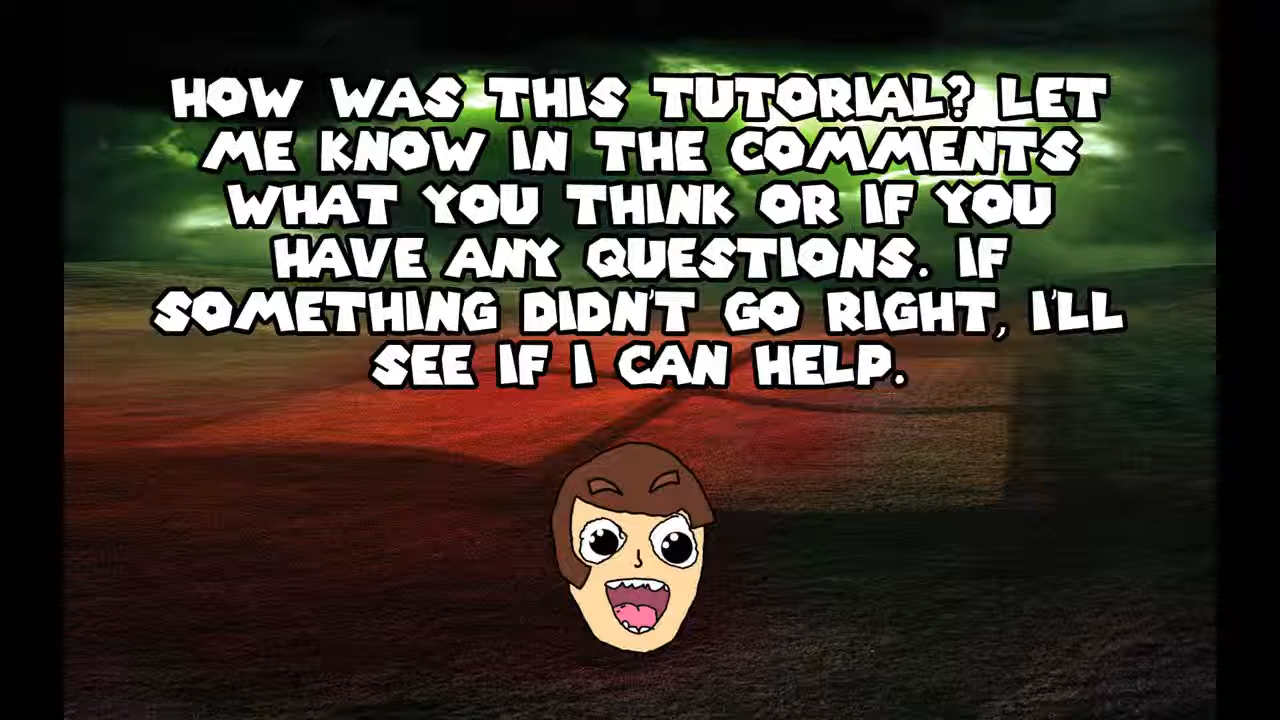 HOW WAS THIS TUTORIAL? LET
ME KNOW IN THE COMMENTS
WHAT YOU THINK OR IF YOU
HAVE ANY QUESTIONS. IF
SOMETHING DIDN'T GO RIGHT, I'LL
SEE IF I CAN HELP.